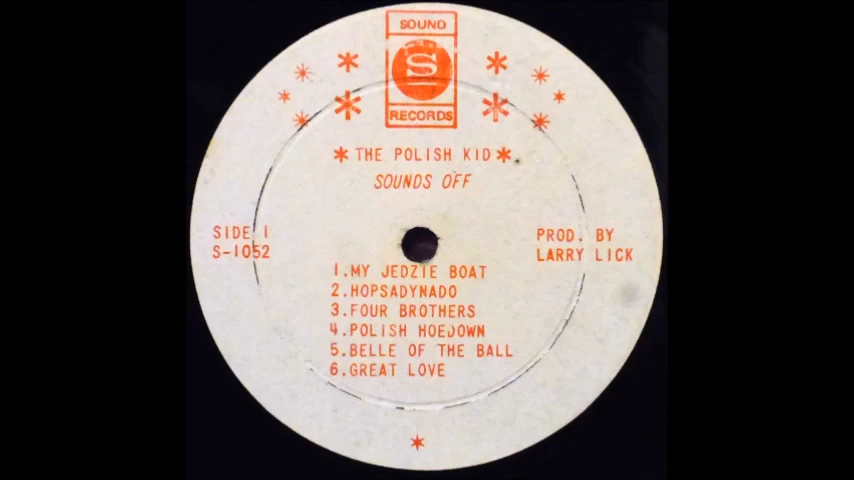 SOUND
S
RECORDS
*THE POLISH KID*
SOUNDS OFF
SIDE 1
S-1052
PROD. BY
LARRY LICK
1.MY JEDZIE BOAT
2.HOPSADYNADO
3.FOUR BROTHERS
4.POLISH HOEDOWN
5.BELLE OF THE BALL
6.GREAT LOVE